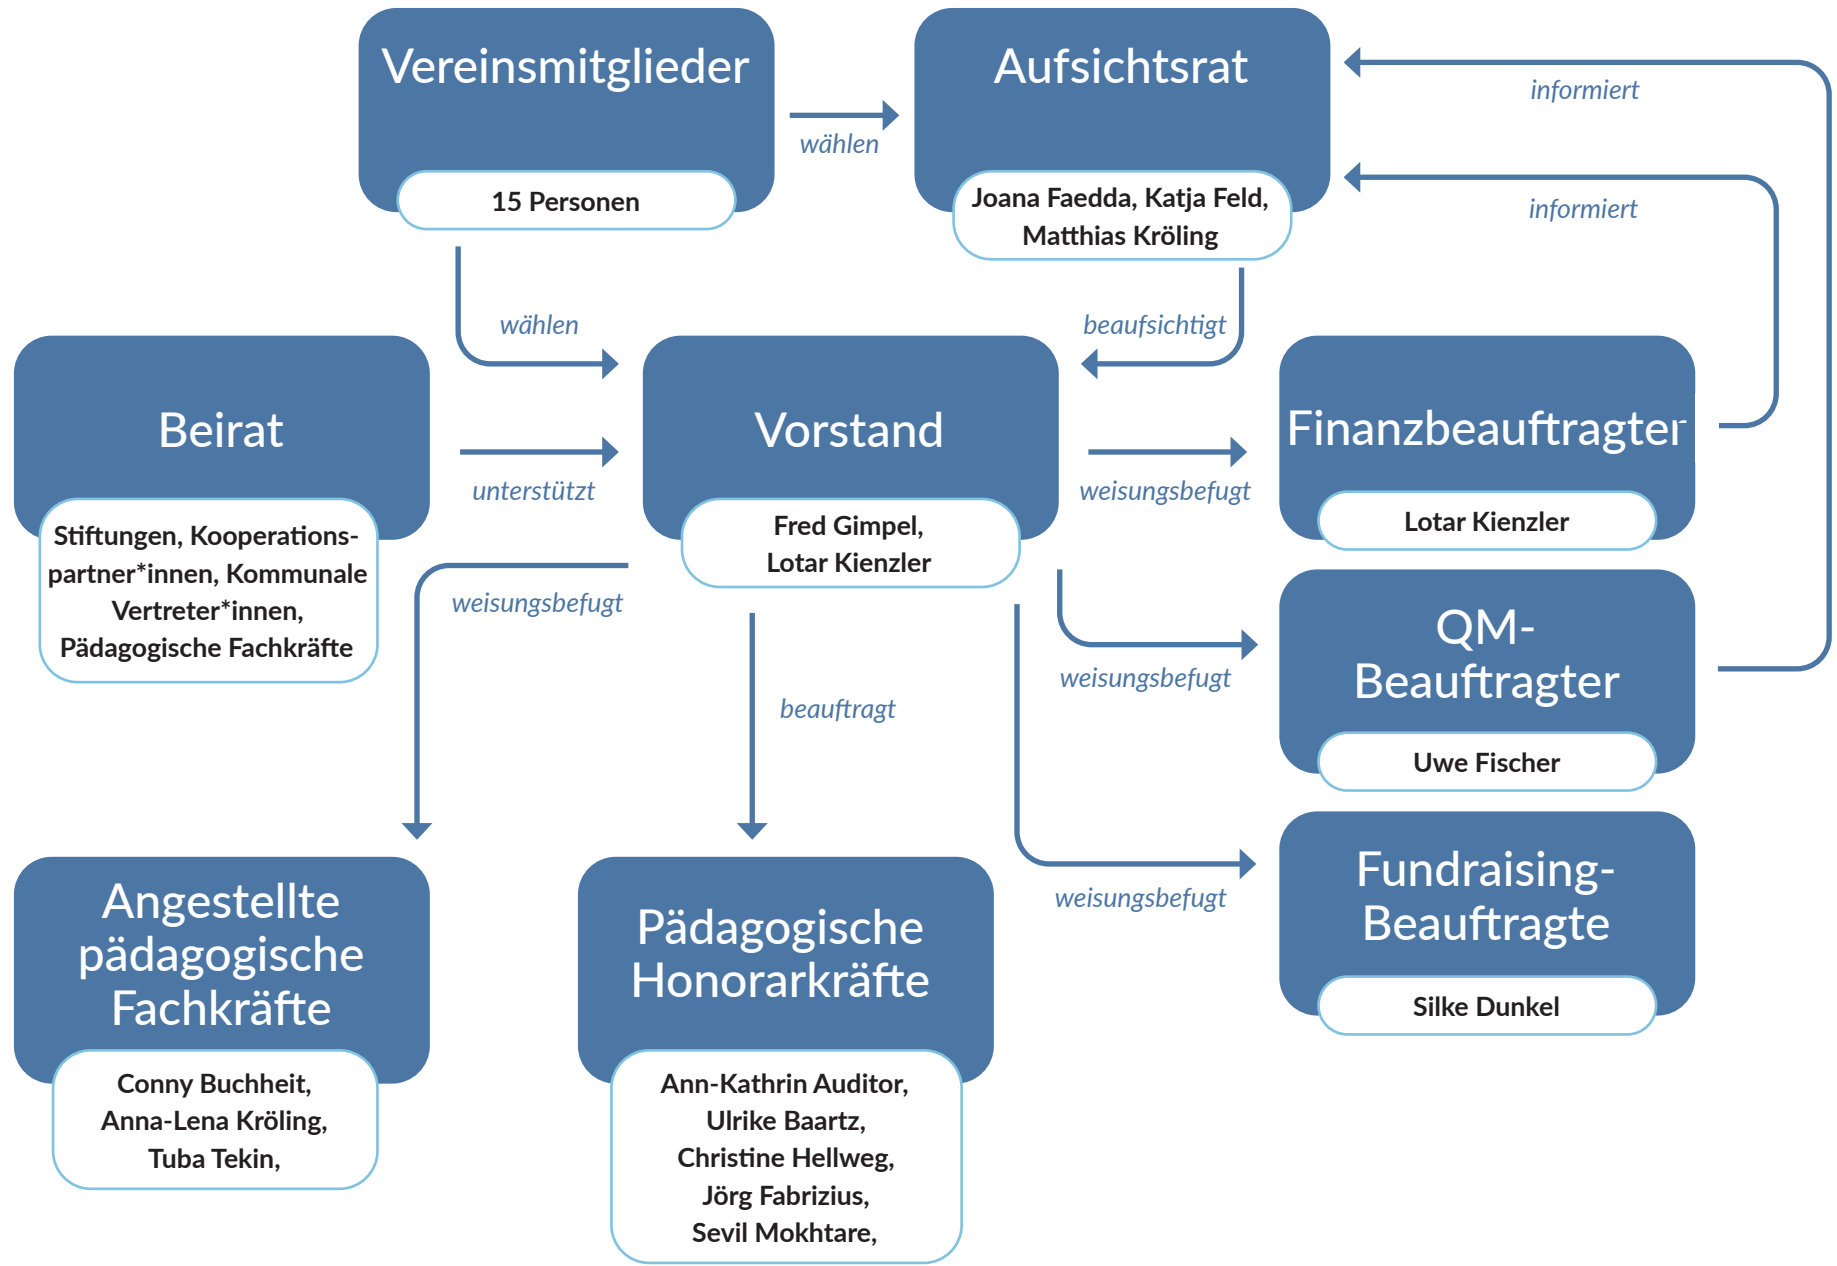 Vereinsmitglieder
15 Personen
wählen
Aufsichtsrat
Joana Faedda, Katja Feld,
Matthias Kröling
informiert
informiert
wählen
beaufsichtigt
Beirat
Stiftungen, Kooperations-
partner*innen, Kommunale
Vertreter*innen,
Pädagogische Fachkräfte
unterstützt
Vorstand
Fred Gimpel,
Lotar Kienzler
weisungsbefugt
Finanzbeauftragter
Lotar Kienzler
weisungsbefugt
beauftragt
weisungsbefugt
QM-
Beauftragter
Uwe Fischer
weisungsbefugt
Fundraising-
Beauftragte
Silke Dunkel
Angestellte
pädagogische
Fachkräfte
Conny Buchheit,
Anna-Lena Kröling,
Tuba Tekin,
Pädagogische
Honorarkräfte
Ann-Kathrin Auditor,
Ulrike Baartz,
Christine Hellweg,
Jörg Fabrizius,
Sevil Mokhtare,